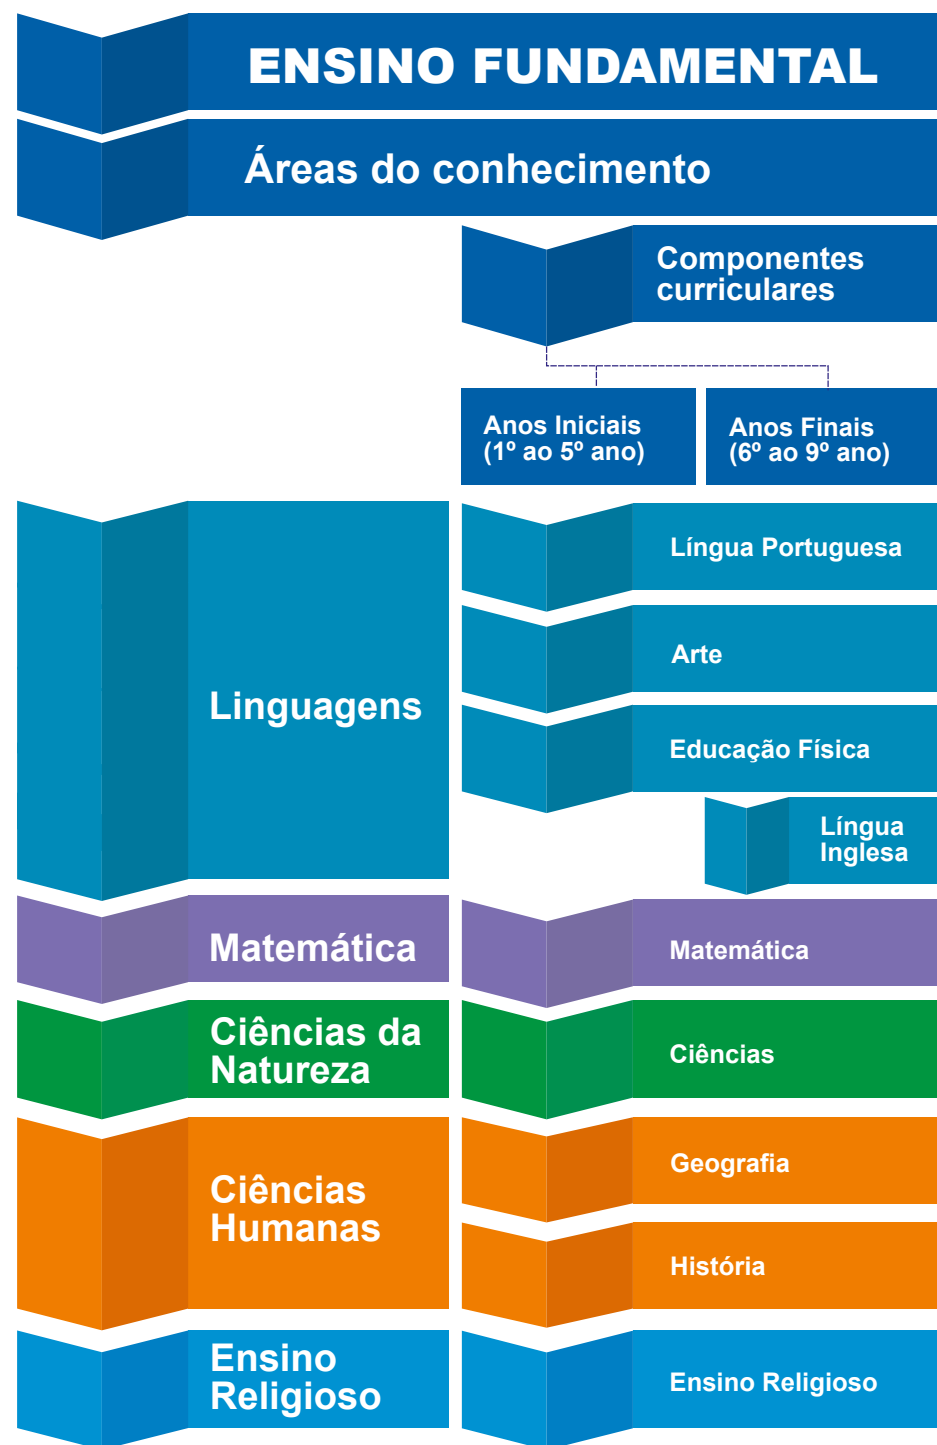 ENSINO FUNDAMENTAL
Áreas do conhecimento
Componentes
curriculares
Anos Iniciais
(1º ao 5º ano)
Anos Finais
(6º ao 9º ano)
Linguagens
Língua Portuguesa
Arte
Educação Física
Língua
Inglesa
Matemática
Matemática
Ciências da
Natureza
Ciências
Ciências
Humanas
Geografia
História
Ensino
Religioso
Ensino Religioso